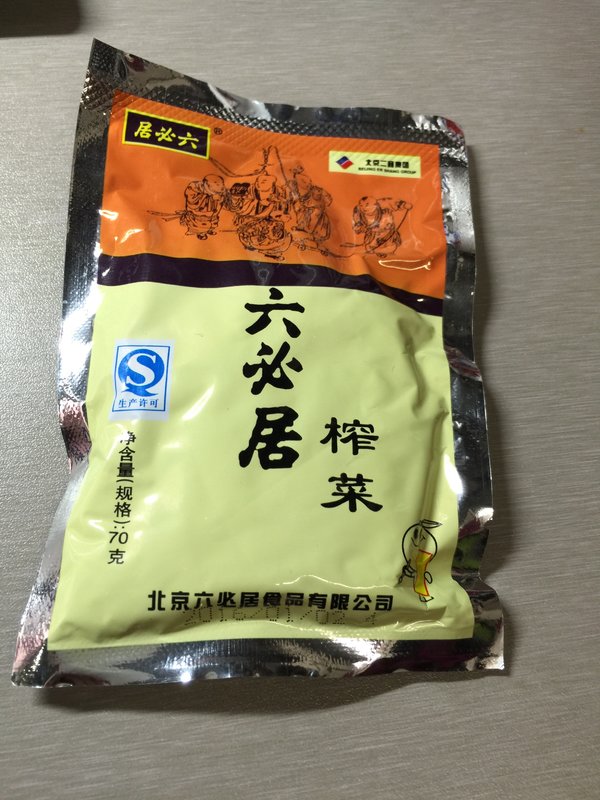 居必六®
北京二商集团
BEIJING ER SHANG GROUP
六必居
榨菜
S
生产许可
净含量(规格):70克
北京六必居食品有限公司